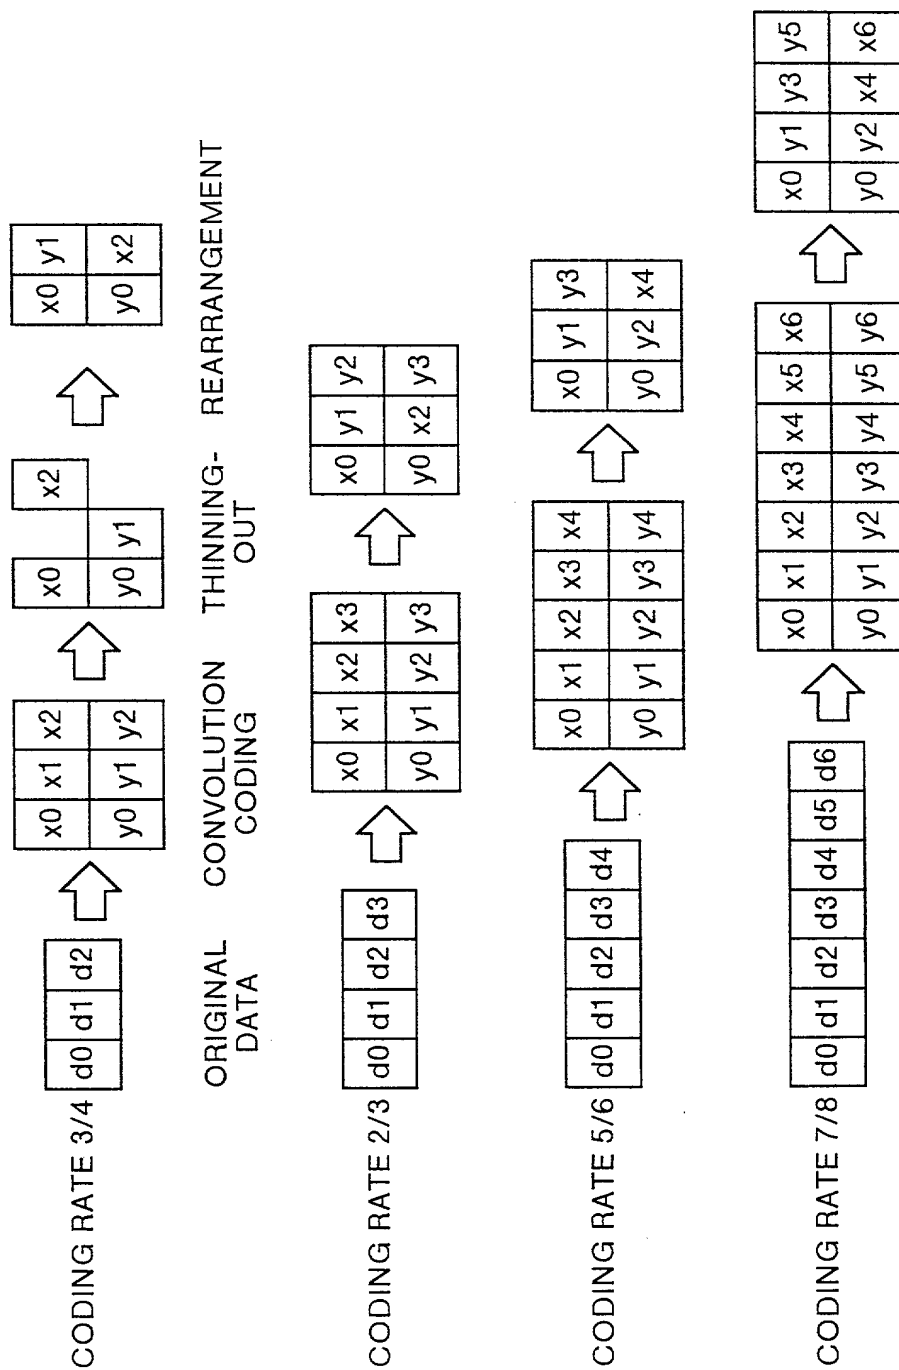 CODING RATE 3/4
d0 d1 d2
x0 x1 x2
y0 y1 y2
x0 x2
y0 y1
x0 y1
y0 x2
ORIGINAL
DATA
CONVOLUTION
CODING
THINNING-
OUT
REARRANGEMENT
CODING RATE 2/3
d0 d1 d2 d3
x0 x1 x2 x3
y0 y1 y2 y3
x0 y1 y2
y0 x2 y3
CODING RATE 5/6
d0 d1 d2 d3 d4
x0 x1 x2 x3 x4
y0 y1 y2 y3 y4
x0 y1 y3
y0 y2 x4
CODING RATE 7/8
d0 d1 d2 d3 d4 d5 d6
x0 x1 x2 x3 x4 x5 x6
y0 y1 y2 y3 y4 y5 y6
x0 y1 y3 y5
y0 y2 x4 x6